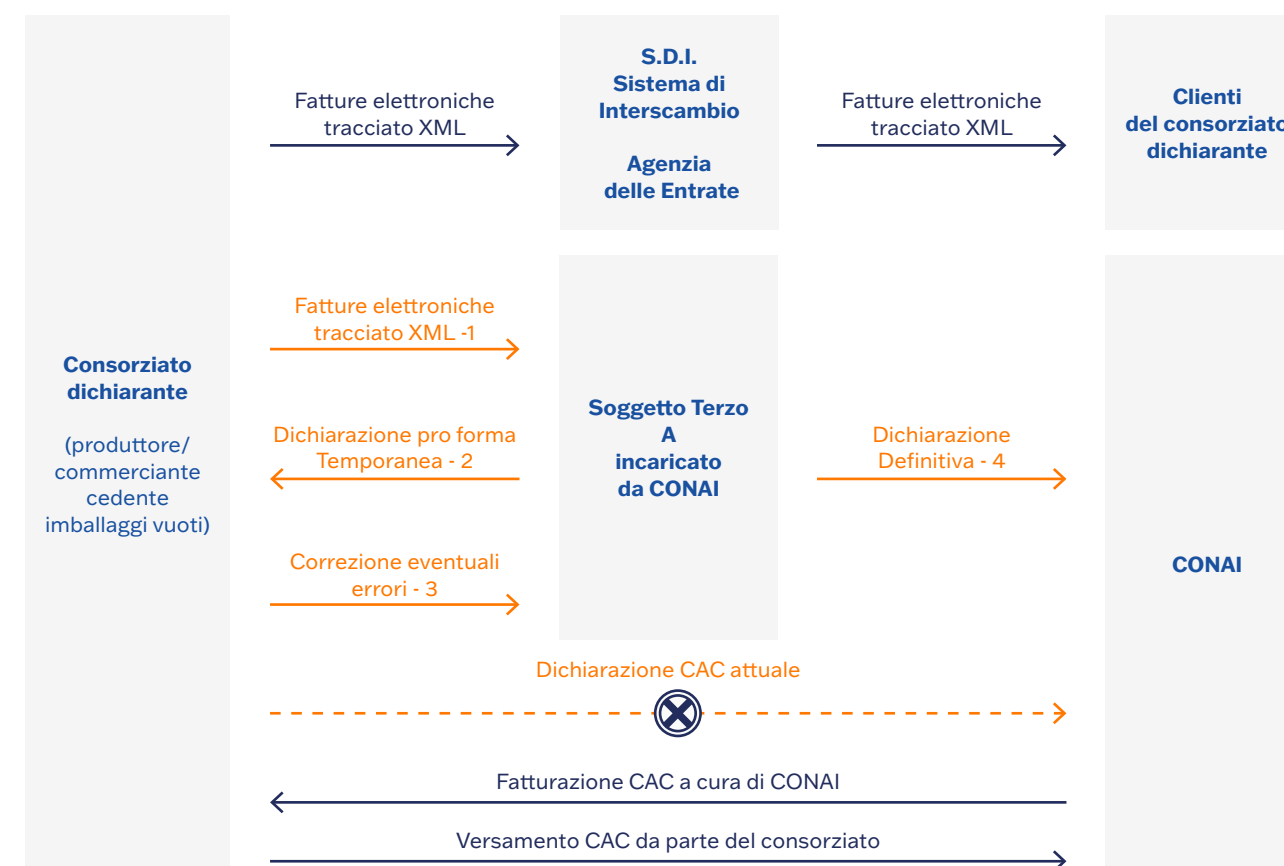 Fatture elettroniche
tracciato XML
S.D.I.
Sistema di
Interscambio
Agenzia
delle Entrate
Fatture elettroniche
tracciato XML
Clienti
del consorziato
dichiarante
Consorziato
dichiarante
(produttore/
commerciante
cedente
imballaggi vuoti)
Fatture elettroniche
tracciato XML -1
Dichiarazione pro forma
Temporanea - 2
Correzione eventuali
errori - 3
Soggetto Terzo
A
incaricato
da CONAI
Dichiarazione
Definitiva - 4
CONAI
Dichiarazione CAC attuale
Fatturazione CAC a cura di CONAI
Versamento CAC da parte del consorziato